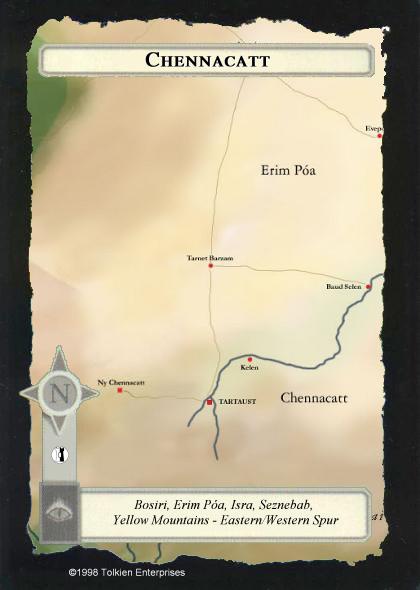 CHENNACATT
Erim Póa
Tarnet Barzam
Baud Selen
Kelen
Ny Chennacatt
Chennacatt
TARTAUST
N
Bosiri, Erim Póa, Isra, Seznebab,
Yellow Mountains - Eastern/Western Spur
©1998 Tolkien Enterprises